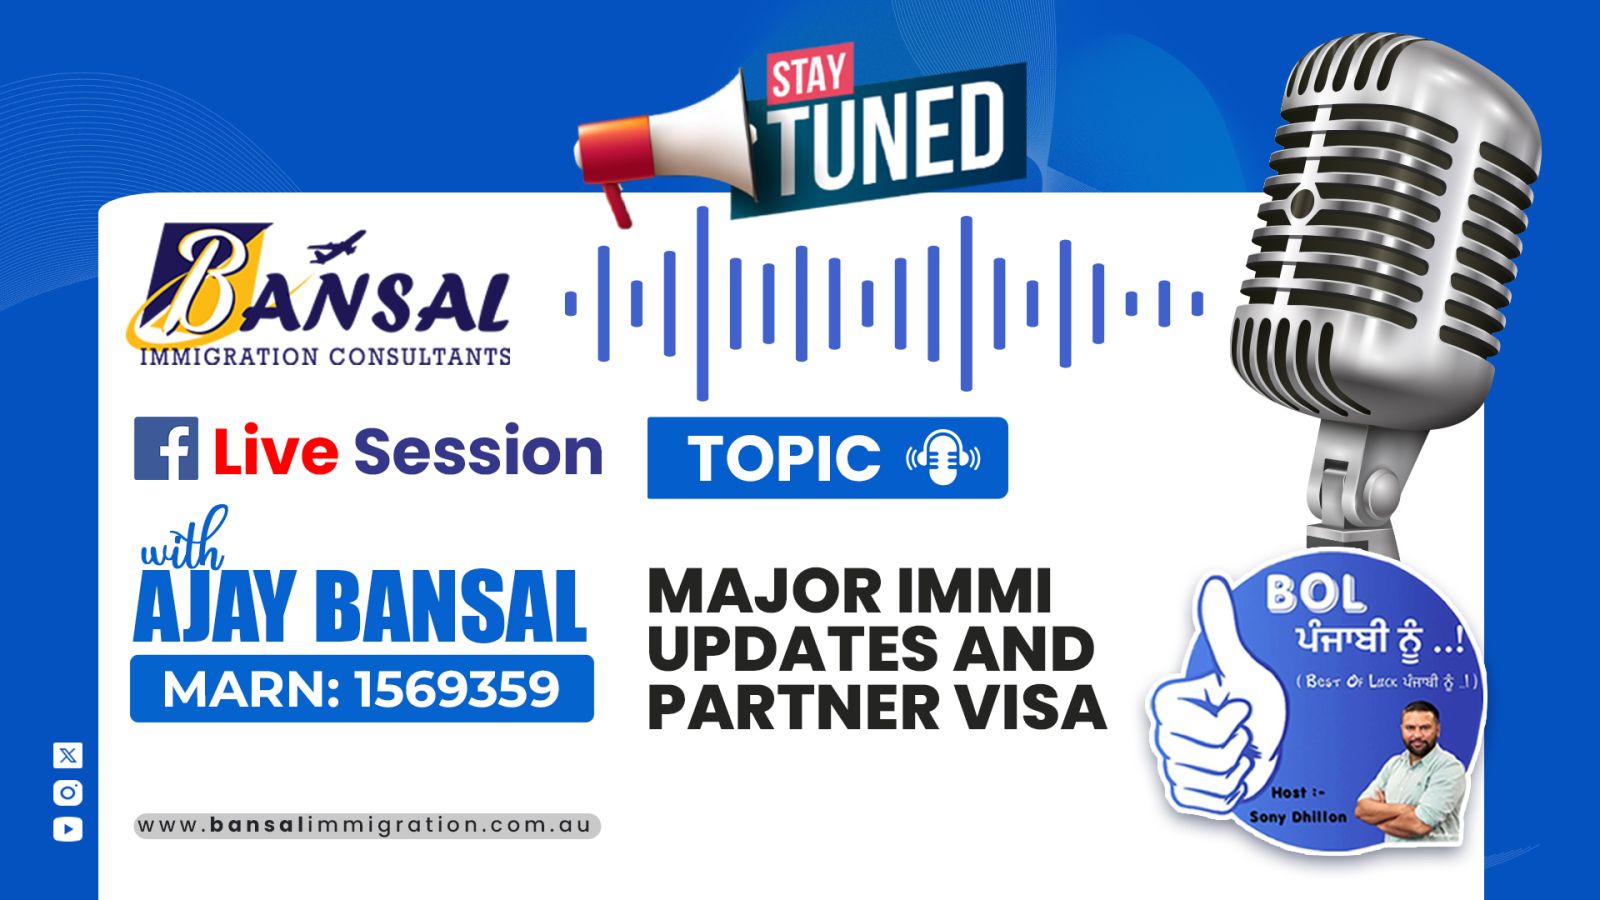 STAY
TUNED
BANSAL
IMMIGRATION CONSULTANTS
Live Session
with
AJAY BANSAL
MARN: 1569359
www.bansalimmigration.com.au
TOPIC
MAJOR IMMI
UPDATES AND
PARTNER VISA
BOL
ਪੰਜਾਬੀ ਨੂੰ ..!
( BEST OF LUCK ਪੰਜਾਬੀ ਨੂੰ ..! )
Host :-
Sony Dhillon